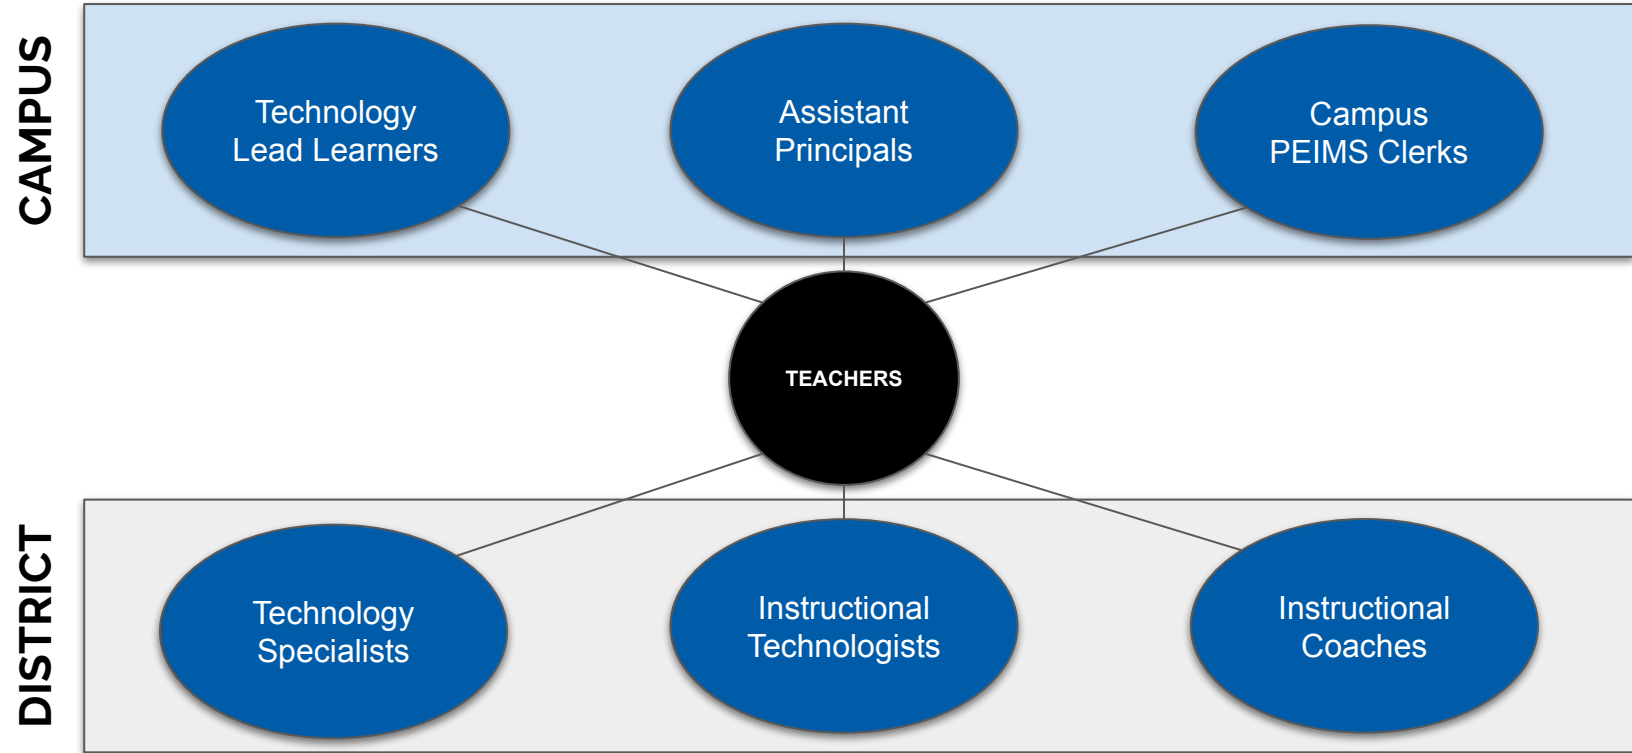 CAMPUS
Technology
Lead Learners
Assistant
Principals
Campus
PEIMS Clerks
TEACHERS
DISTRICT
Technology
Specialists
Instructional
Technologists
Instructional
Coaches